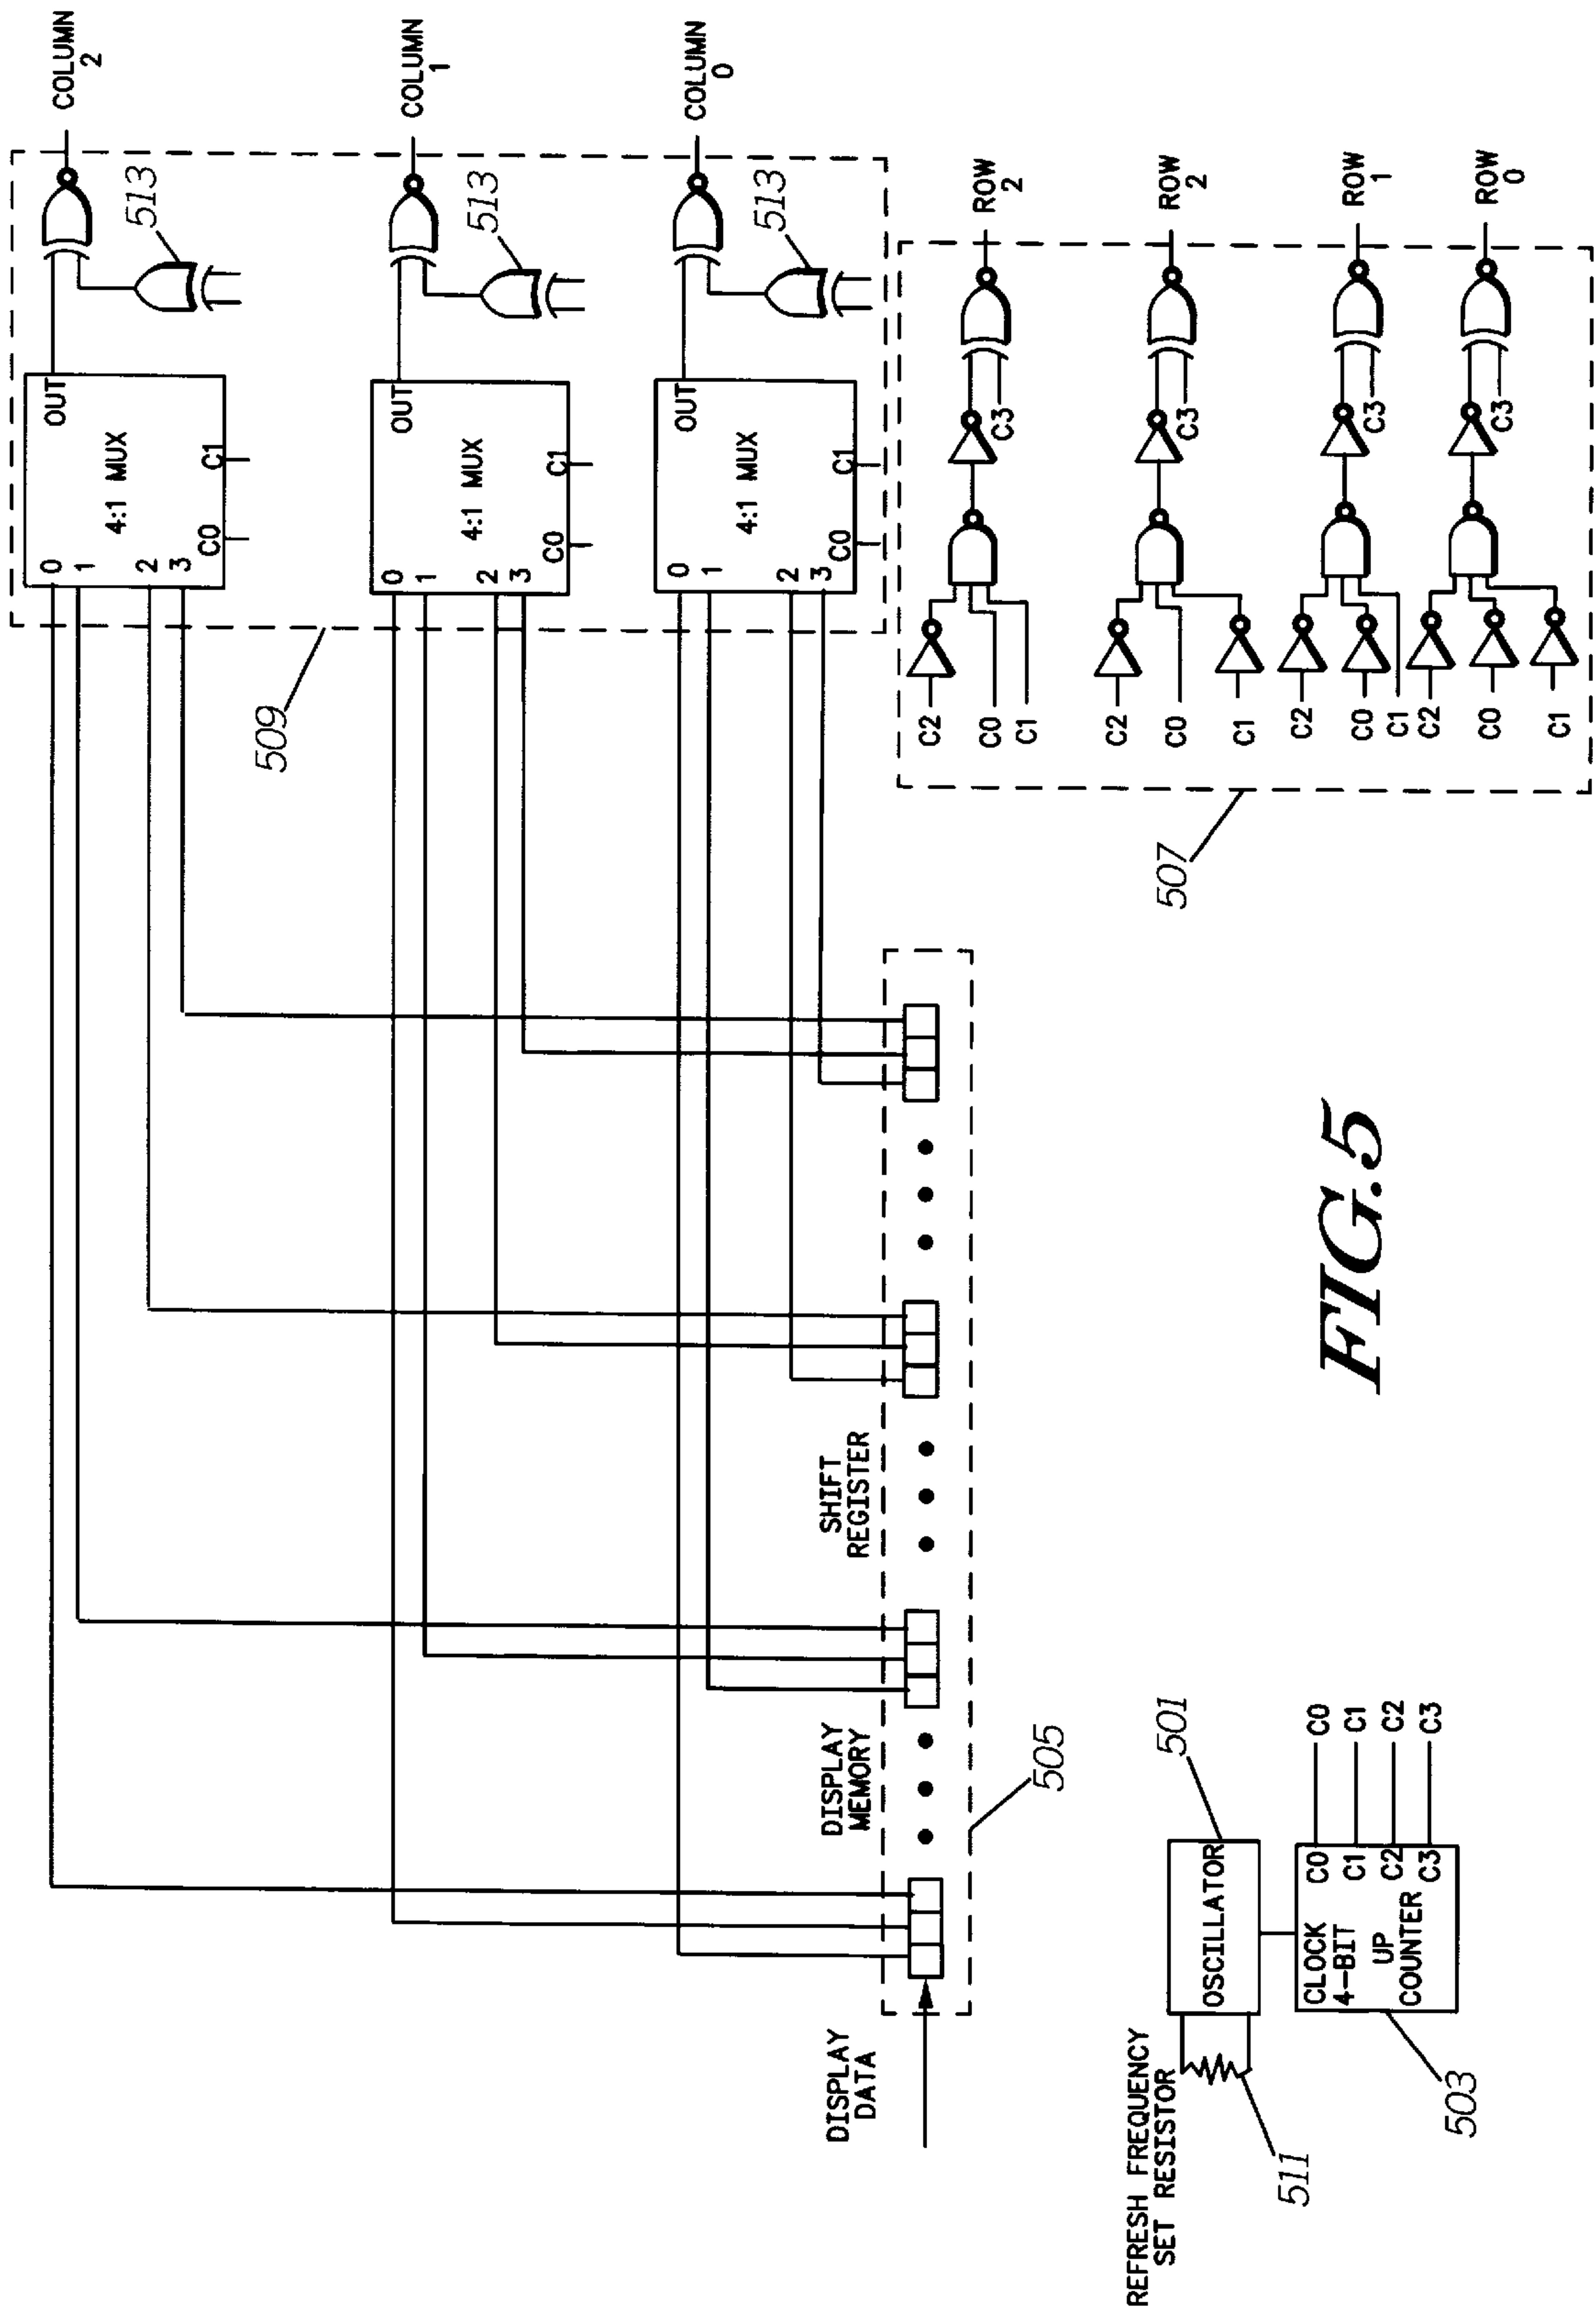 COLUMN
2
COLUMN
1
COLUMN
0
513
513
513
OUT
4:1 MUX
0
1
2
3
C0
C1
OUT
4:1 MUX
0
1
2
3
C0
C1
OUT
4:1 MUX
0
1
2
3
C0
C1
509
ROW
2
ROW
2
ROW
1
ROW
0
C3
C3
C3
C3
C2
C0
C1
C2
C0
C1
C2
C0
C1
C2
C0
C1
507
SHIFT
REGISTER
DISPLAY
MEMORY
505
DISPLAY
DATA
REFRESH FREQUENCY
SET RESISTOR
511
OSCILLATOR
501
CLOCK
4-BIT
UP
COUNTER
C0
C1
C2
C3
C0
C1
C2
C3
503
FIG.5